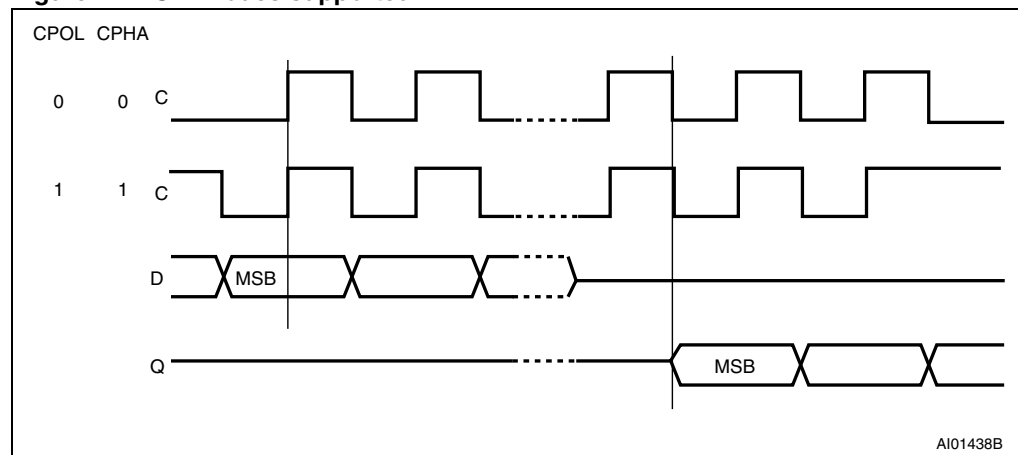 CPOL CPHA
0 0 C
1 1 C
D MSB
Q MSB
AI01438B